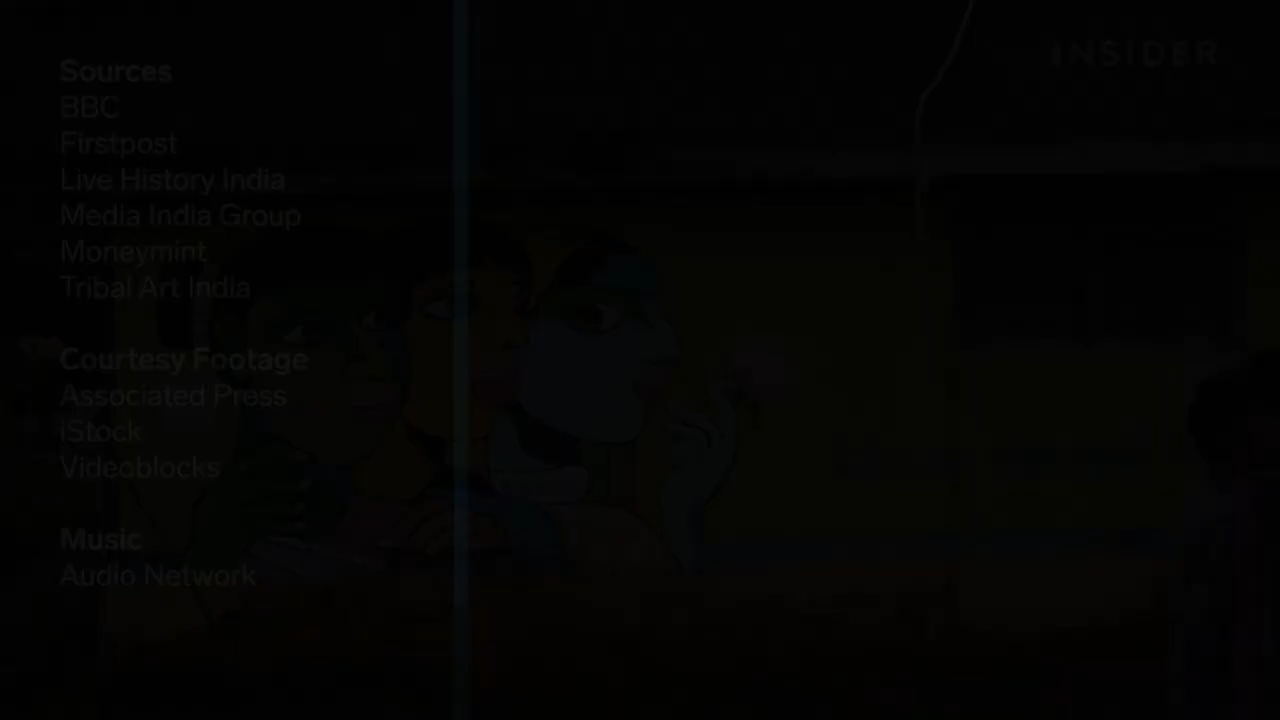 INSIDER
Sources
BBC
Firstpost
Live History India
Media India Group
Moneymint
Tribal Art India
Courtesy Footage
Associated Press
iStock
Videoblocks
Music
Audio Network